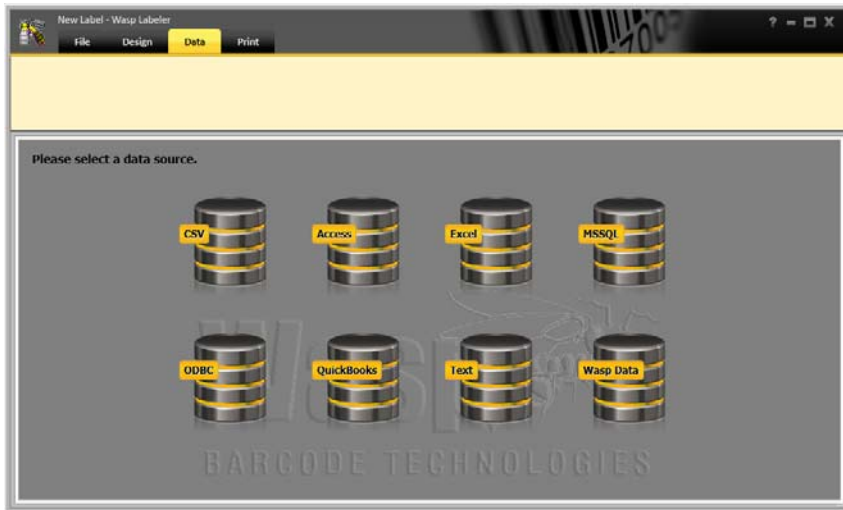 New Label - Wasp Labeler
File Design Data Print
Please select a data source.
CSV Access Excel MSSQL
ODBC QuickBooks Text Wasp Data
Wasp
BARCODE TECHNOLOGIES